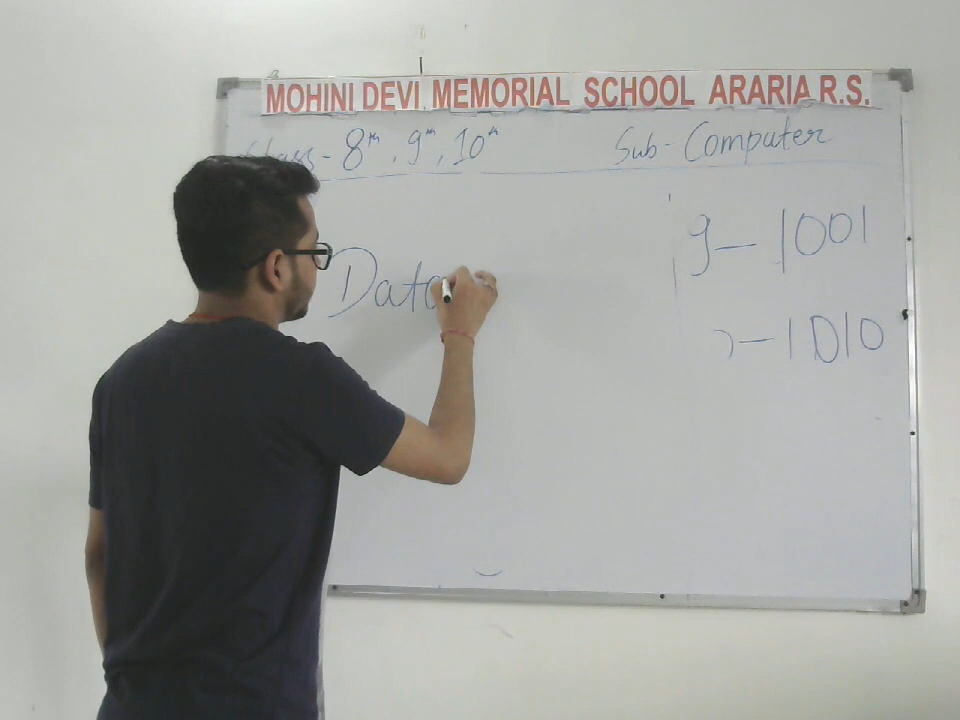 MOHINI DEVI MEMORIAL SCHOOL ARARIA R.S.
Class - 8th, 9th, 10th Sub - Computer
9 - 1001
Data
- 1010